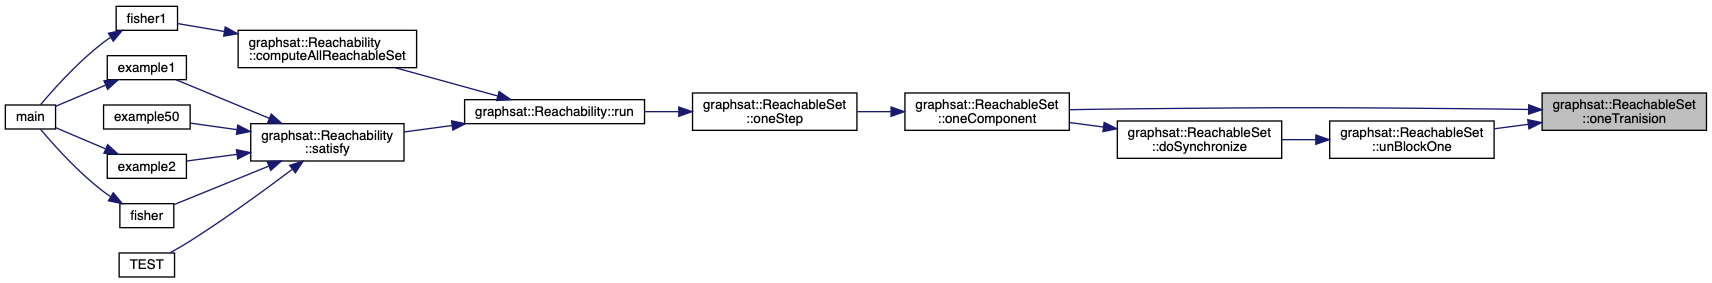 main
fisher1
example1
example50
example2
fisher
TEST
graphsat::Reachability
::computeAllReachableSet
graphsat::Reachability
::satisfy
graphsat::Reachability::run
graphsat::ReachableSet
::oneStep
graphsat::ReachableSet
::oneComponent
graphsat::ReachableSet
::doSynchronize
graphsat::ReachableSet
::unBlockOne
graphsat::ReachableSet
::oneTranision